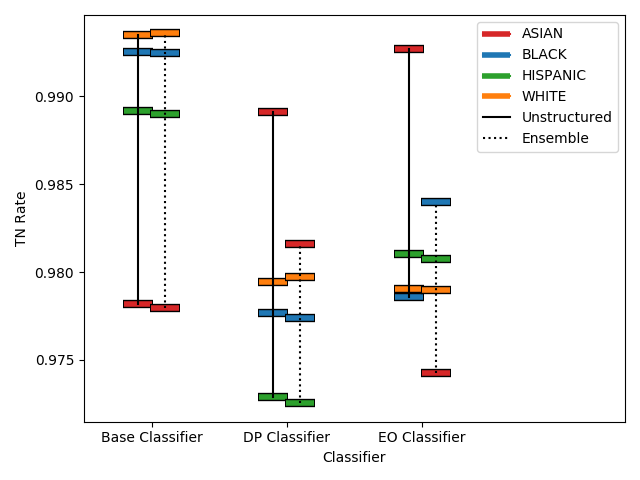 ASIAN
BLACK
HISPANIC
WHITE
Unstructured
Ensemble
0.990
0.985
0.980
0.975
TN Rate
Base Classifier
DP Classifier
EO Classifier
Classifier